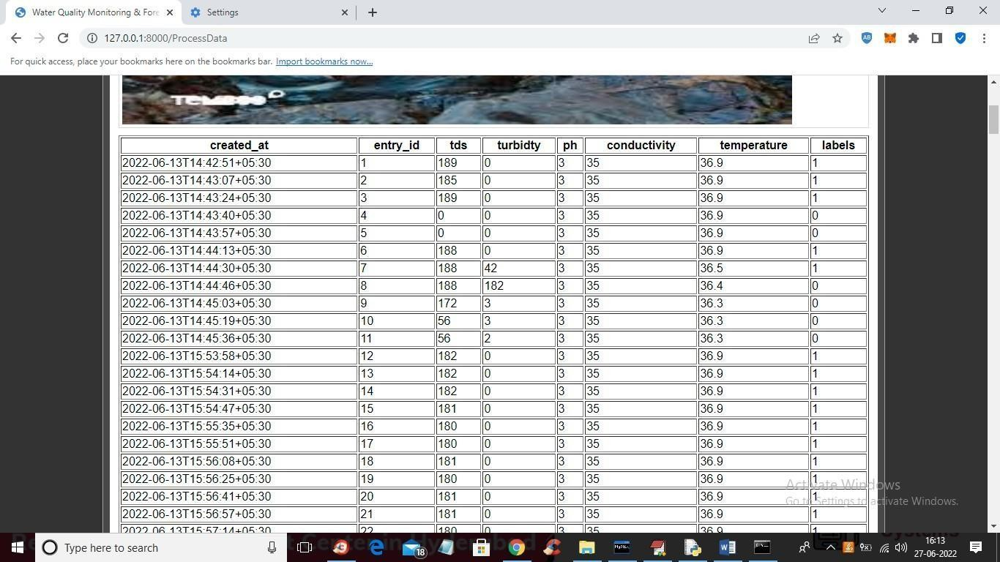 Water Quality Monitoring & Fore
Settings
127.0.0.1:8000/ProcessData
For quick access, place your bookmarks here on the bookmarks bar. Import bookmarks now...
created_at entry_id tds turbidty ph conductivity temperature labels
2022-06-13T14:42:51+05:30 1 189 0 3 35 36.9 1
2022-06-13T14:43:07+05:30 2 185 0 3 35 36.9 1
2022-06-13T14:43:24+05:30 3 189 0 3 35 36.9 1
2022-06-13T14:43:40+05:30 4 0 0 3 35 36.9 0
2022-06-13T14:43:57+05:30 5 0 0 3 35 36.9 0
2022-06-13T14:44:13+05:30 6 188 0 3 35 36.9 1
2022-06-13T14:44:30+05:30 7 188 42 3 35 36.5 1
2022-06-13T14:44:46+05:30 8 188 182 3 35 36.4 0
2022-06-13T14:45:03+05:30 9 172 3 3 35 36.3 0
2022-06-13T14:45:19+05:30 10 56 3 3 35 36.3 0
2022-06-13T14:45:36+05:30 11 56 2 3 35 36.3 0
2022-06-13T15:53:58+05:30 12 182 0 3 35 36.9 1
2022-06-13T15:54:14+05:30 13 182 0 3 35 36.9 1
2022-06-13T15:54:31+05:30 14 182 0 3 35 36.9 1
2022-06-13T15:54:47+05:30 15 181 0 3 35 36.9 1
2022-06-13T15:55:35+05:30 16 180 0 3 35 36.9 1
2022-06-13T15:55:51+05:30 17 180 0 3 35 36.9 1
2022-06-13T15:56:08+05:30 18 181 0 3 35 36.9 1
2022-06-13T15:56:25+05:30 19 180 0 3 35 36.9 1
2022-06-13T15:56:41+05:30 20 181 0 3 35 36.9 1
2022-06-13T15:56:57+05:30 21 181 0 3 35 36.9 1
2022-06-13T15:57:14+05:30 22 180 0 3 35 36.9 1
Activate Windows
Go to Settings to activate Windows.
Type here to search
18
16:13
27-06-2022